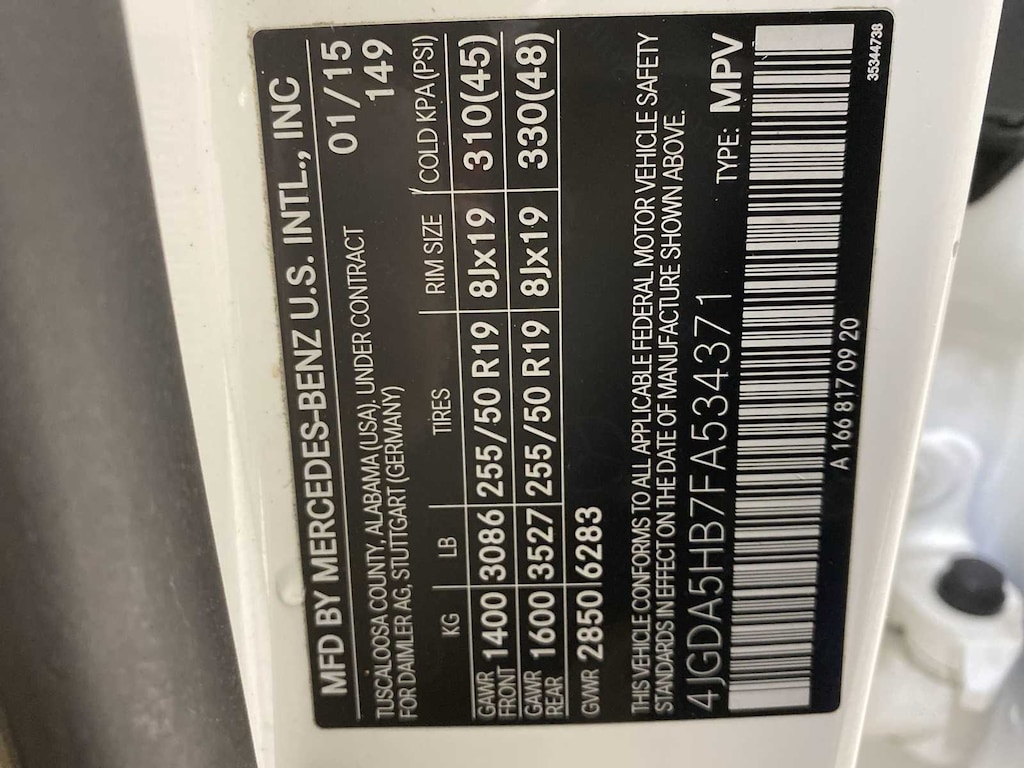 MFD BY MERCEDES-BENZ U.S. INTL., INC
01/15
TUSCALOOSA COUNTY, ALABAMA (USA), UNDER CONTRACT 149
FOR DAIMLER AG, STUTTGART (GERMANY)
KG LB TIRES RIM SIZE COLD KPA (PSI)
GAWR FRONT 1400 3086 255/50 R19 8Jx19 310(45)
GAWR REAR 1600 3527 255/50 R19 8Jx19 330(48)
GVWR 2850 6283
THIS VEHICLE CONFORMS TO ALL APPLICABLE FEDERAL MOTOR VEHICLE SAFETY
STANDARDS IN EFFECT ON THE DATE OF MANUFACTURE SHOWN ABOVE.
4JGDA5HB7FA534371 TYPE: MPV
A 166 817 09 20
35344738